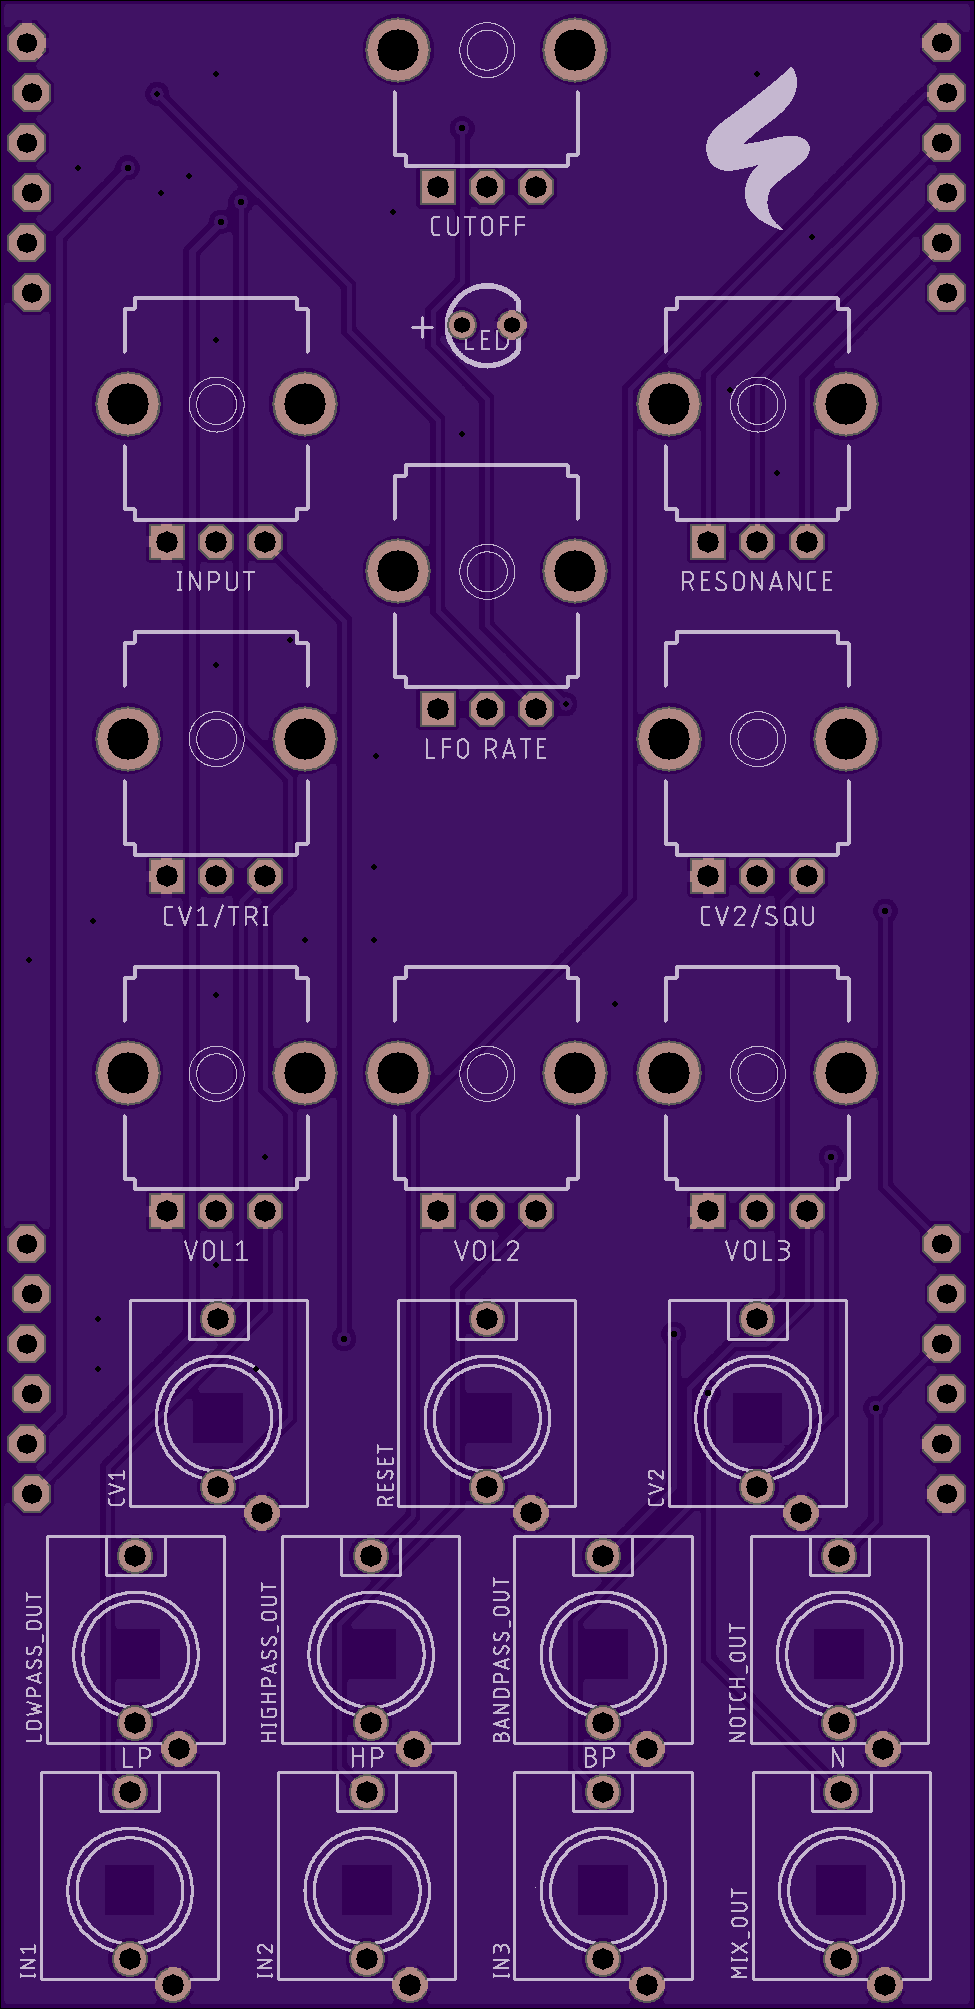 CUTOFF
+ LED
INPUT
RESONANCE
LFO RATE
CV1/TRI
CV2/SQU
VOL1
VOL2
VOL3
CV1
RESET
CV2
LOWPASS_OUT
HIGHPASS_OUT
BANDPASS_OUT
NOTCH_OUT
LP
HP
BP
N
IN1
IN2
IN3
MIX_OUT